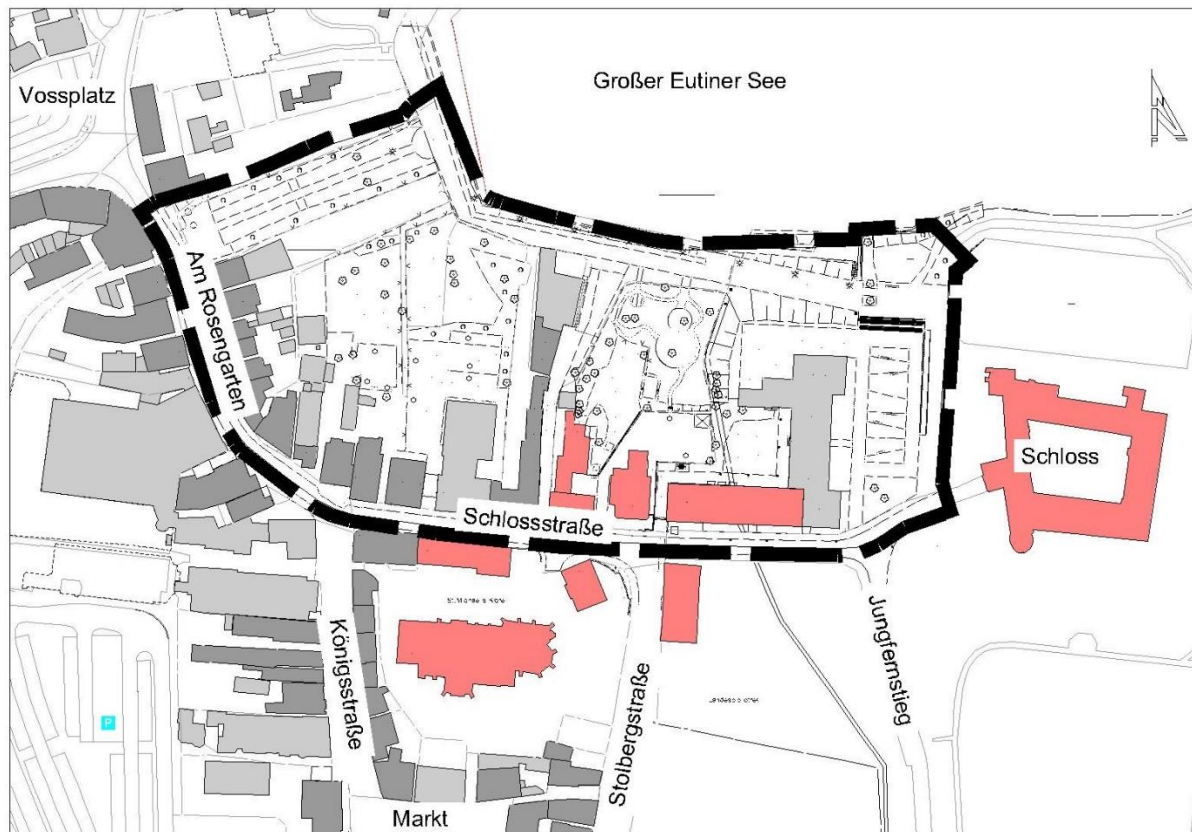 Großer Eutiner See
Vossplatz
Am Rosengarten
Schloss
Schlossstraße
Königsstraße
Stolbergstraße
Jungfernstieg
Markt
P